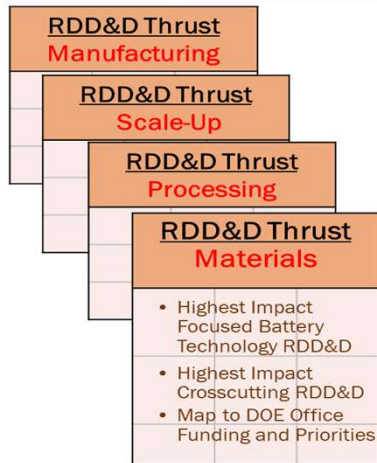 RDD&D Thrust
Manufacturing
RDD&D Thrust
Scale-Up
RDD&D Thrust
Processing
RDD&D Thrust
Materials
• Highest Impact
Focused Battery
Technology RDD&D
• Highest Impact
Crosscutting RDD&D
• Map to DOE Office
Funding and Priorities